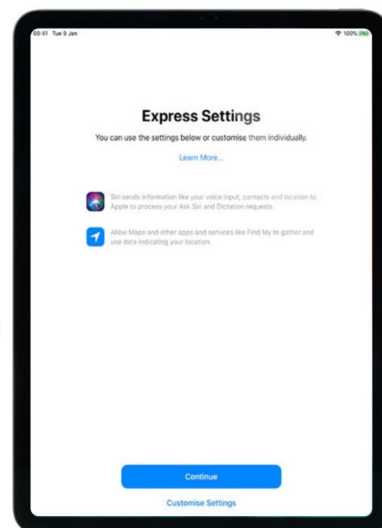 09:41 Tue 9 Jan
100%
Express Settings
You can use the settings below or customise them individually.
Learn More...
Siri sends information like your voice input, contacts and location to
Apple to process your Ask Siri and Dictation requests.
Allow Maps and other apps and services like Find My to gather and
use data indicating your location.
Continue
Customise Settings